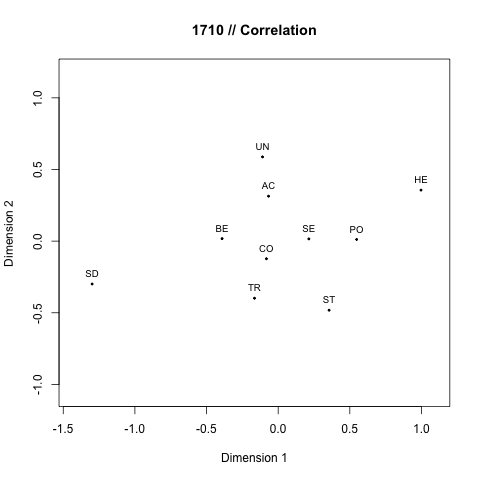 1710 // Correlation
1.0
0.5
0.0
-0.5
-1.0
Dimension 2
UN
AC
HE
BE
SE
PO
CO
SD
TR
ST
-1.5
-1.0
-0.5
0.0
0.5
1.0
Dimension 1